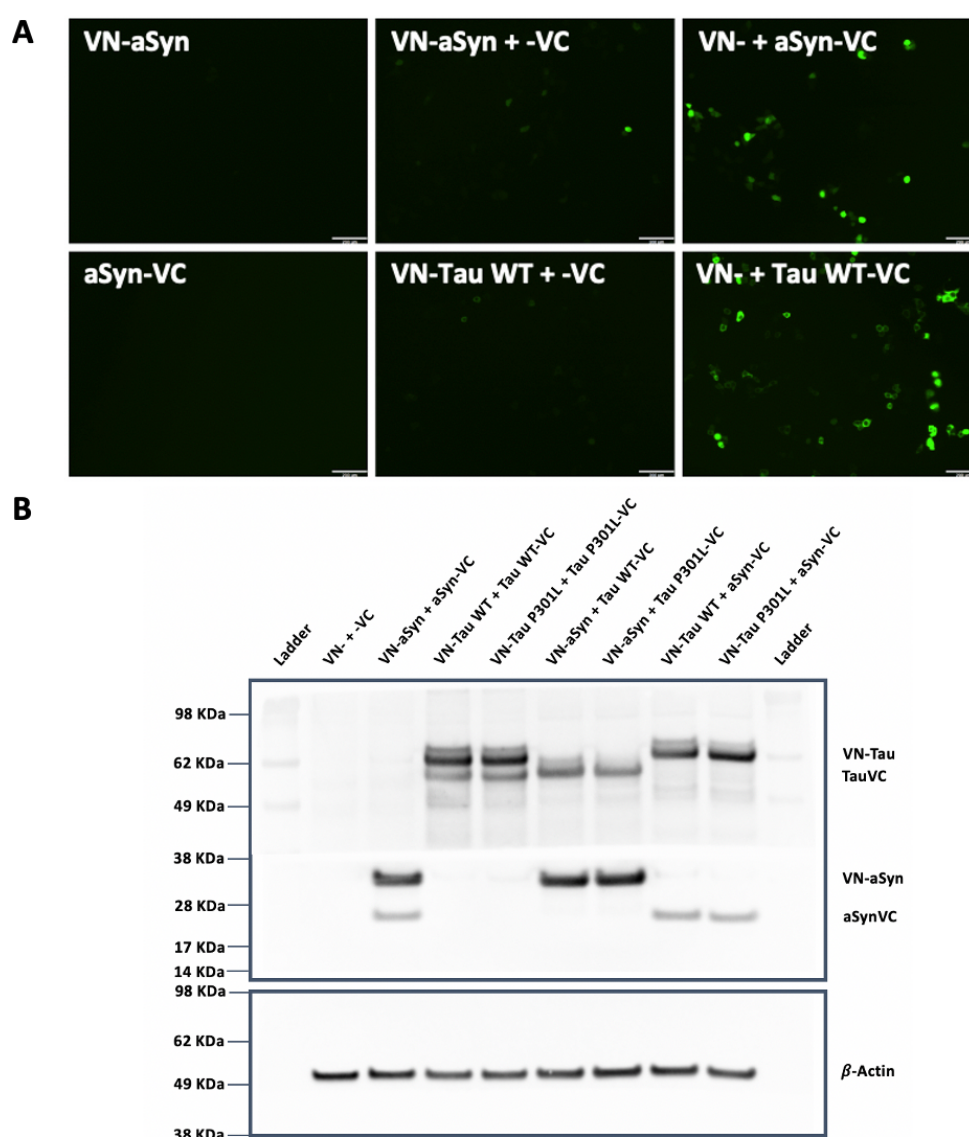 A
VN-aSyn
VN-aSyn + -VC
VN- + aSyn-VC
aSyn-VC
VN-Tau WT + -VC
VN- + Tau WT-VC
B
Ladder
VN- + -VC
VN-aSyn + aSyn-VC
VN-Tau WT + Tau WT-VC
VN-Tau P301L + Tau P301L-VC
VN-aSyn + Tau WT-VC
VN-aSyn + Tau P301L-VC
VN-Tau WT + aSyn-VC
VN-Tau P301L + aSyn-VC
Ladder
98 KDa
62 KDa
49 KDa
38 KDa
28 KDa
17 KDa
14 KDa
VN-Tau
TauVC
VN-aSyn
aSynVC
98 KDa
62 KDa
49 KDa
38 KDa
β-Actin